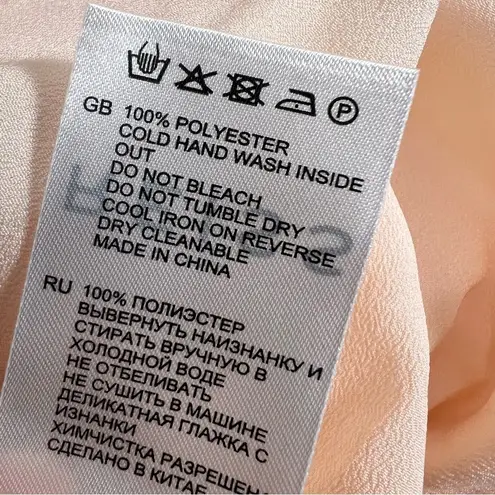 P
GB 100% POLYESTER
COLD HAND WASH INSIDE
OUT
DO NOT BLEACH
DO NOT TUMBLE DRY
COOL IRON ON REVERSE
DRY CLEANABLE
MADE IN CHINA
RU 100% ПОЛИЭСТЕР
ВЫВЕРНУТЬ НАИЗНАНКУ И
СТИРАТЬ ВРУЧНУЮ В
ХОЛОДНОЙ ВОДЕ
НЕ ОТБЕЛИВАТЬ
НЕ СУШИТЬ В МАШИНЕ
ДЕЛИКАТНАЯ ГЛАЖКА С
ИЗНАНКИ
ХИМЧИСТКА РАЗРЕШЕН
СДЕЛАНО В КИТАЕ